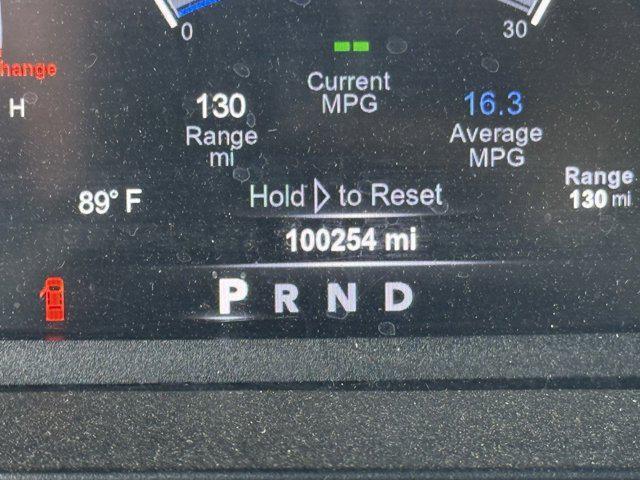 0
30
hange
Current
MPG
H
130
Range
mi
16.3
Average
MPG
Range
130 mi
89° F
Hold ▷ to Reset
100254 mi
P R N D